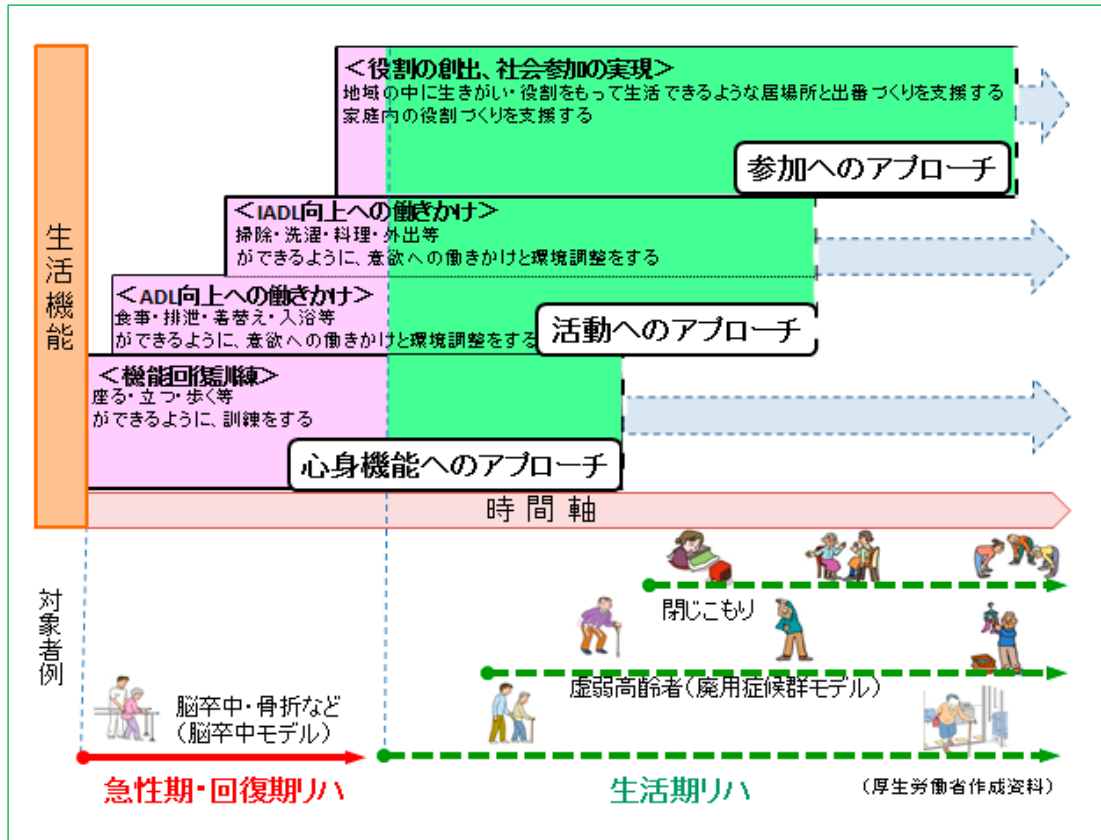 生活機能
＜役割の創出、社会参加の実現＞
地域の中に生きがい・役割をもって生活できるような居場所と出番づくりを支援する
家庭内の役割づくりを支援する
参加へのアプローチ
＜IADL向上への働きかけ＞
掃除・洗濯・料理・外出等
ができるように、意欲への働きかけと環境調整をする
＜ADL向上への働きかけ＞
食事・排泄・着替え・入浴等
ができるように、意欲への働きかけと環境調整をする
活動へのアプローチ
＜機能回復訓練＞
座る・立つ・歩く等
ができるように、訓練をする
心身機能へのアプローチ
時間軸
対象者例
閉じこもり
虚弱高齢者（廃用症候群モデル）
脳卒中・骨折など
（脳卒中モデル）
急性期・回復期リハ
生活期リハ
（厚生労働省作成資料）